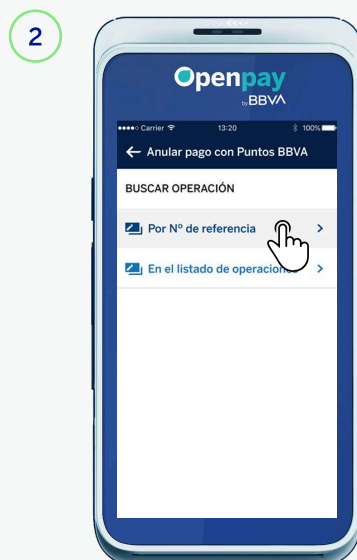 2
Openpay
by BBVA
Carrier 13:20 100%
← Anular pago con Puntos BBVA
BUSCAR OPERACIÓN
Por Nº de referencia >
En el listado de operaciones >